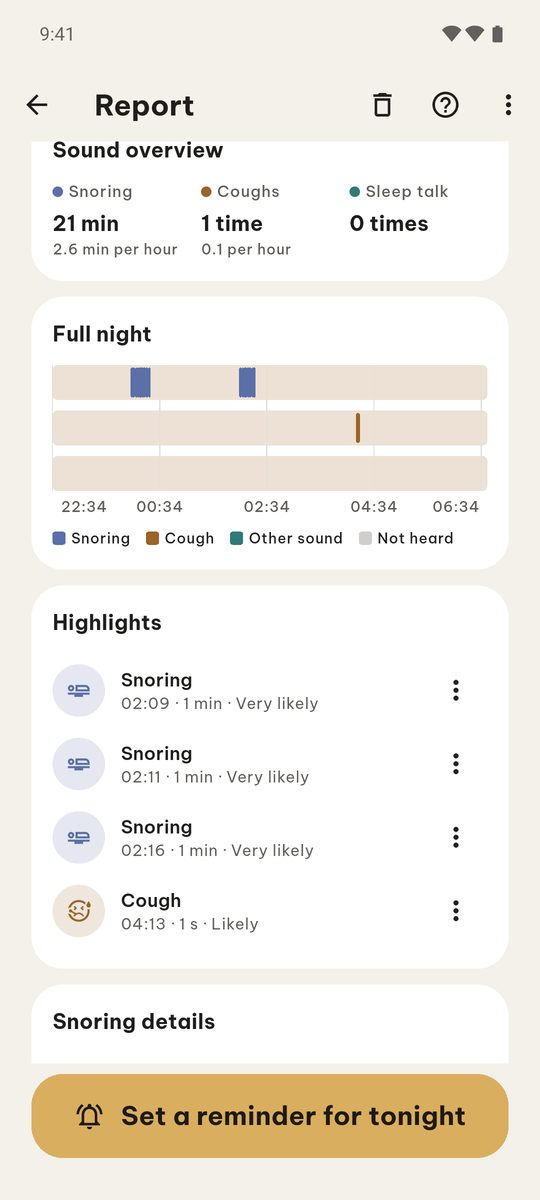 9:41
Report
Sound overview
Snoring
Coughs
Sleep talk
21 min
1 time
0 times
2.6 min per hour
0.1 per hour
Full night
22:34
00:34
02:34
04:34
06:34
Snoring
Cough
Other sound
Not heard
Highlights
Snoring
02:09 · 1 min · Very likely
Snoring
02:11 · 1 min · Very likely
Snoring
02:16 · 1 min · Very likely
Cough
04:13 · 1 s · Likely
Snoring details
Set a reminder for tonight